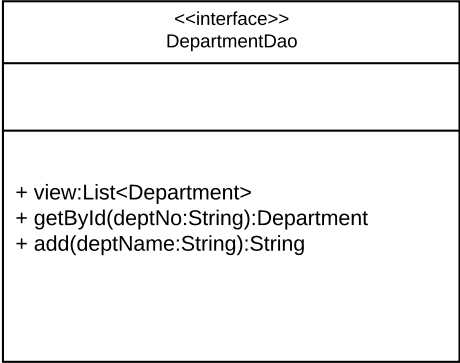 <<interface>>
DepartmentDao
+ view:List<Department>
+ getById(deptNo:String):Department
+ add(deptName:String):String